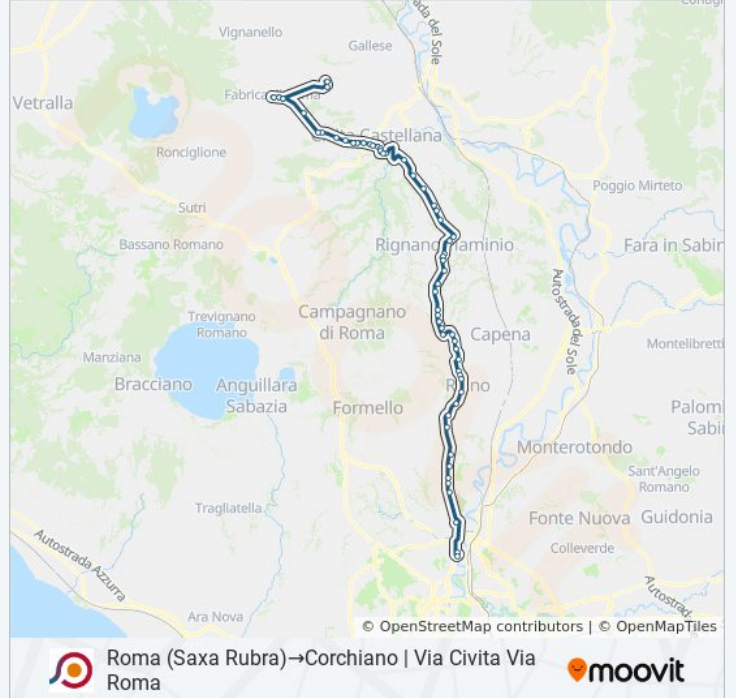 Vignanello
Gallese
Vetralla
Ronciglione
Castellana
Poggio Mirteto
Sutri
Bassano Romano
Rignano
Flaminio
Fara in Sabin
Autostrada del Sole
Trevignano
Romano
Campagnano
di Roma
Capena
Manziana
Montelibretti
Bracciano
Anguillara
Sabazia
Formello
Monterotondo
Sant'Angelo
Romano
Tragliatella
Fonte Nuova
Guidonia
Colleverde
Autostrada Azzurra
Ara Nova
© OpenStreetMap contributors | © OpenMapTiles
Roma (Saxa Rubra)→Corchiano | Via Civita Via
Roma
moovit